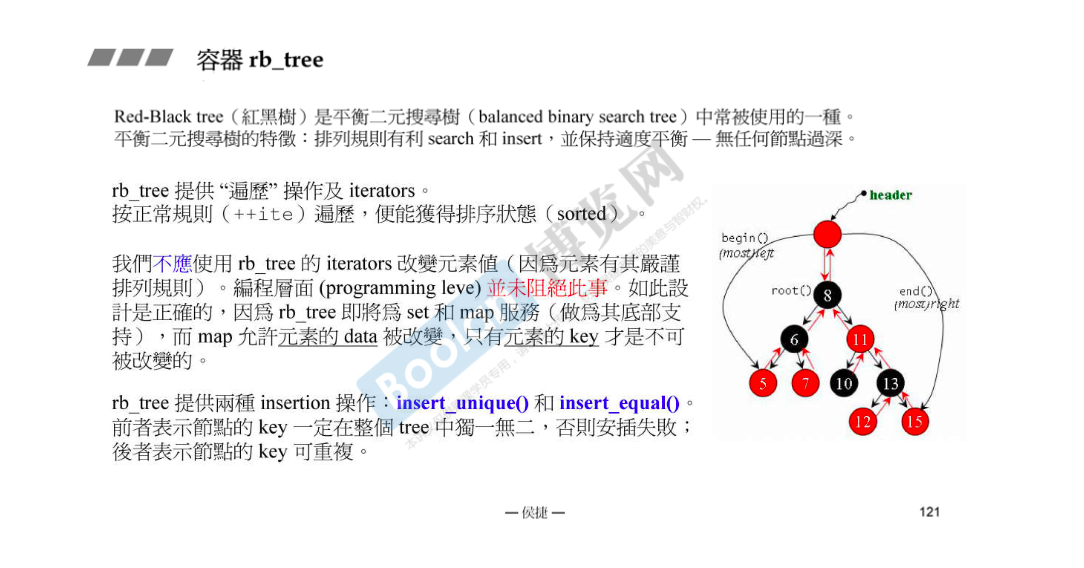 容器 rb_tree
Red-Black tree（紅黑樹）是平衡二元搜尋樹（balanced binary search tree）中常被使用的一種。
平衡二元搜尋樹的特徵：排列規則有利 search 和 insert，並保持適度平衡 — 無任何節點過深。
rb_tree 提供 “遍歷” 操作及 iterators。
按正常規則（++ite）遍歷，便能獲得排序狀態（sorted）。
我們不應使用 rb_tree 的 iterators 改變元素值（因為元素有其嚴謹
排列規則）。編程層面 (programming leve) 並未阻絕此事。如此設
計是正確的，因為 rb_tree 即將為 set 和 map 服務（做為其底部支
持），而 map 允許元素的 data 被改變，只有元素的 key 才是不可
被改變的。
rb_tree 提供兩種 insertion 操作：insert_unique() 和 insert_equal()。
前者表示節點的 key 一定在整個 tree 中獨一無二，否則安插失敗；
後者表示節點的 key 可重複。
header
begin()
(most)left
root()
8
end()
(most)right
6
11
5
7
10
13
12
15
Boolan
博览网
— 侯捷 —
121